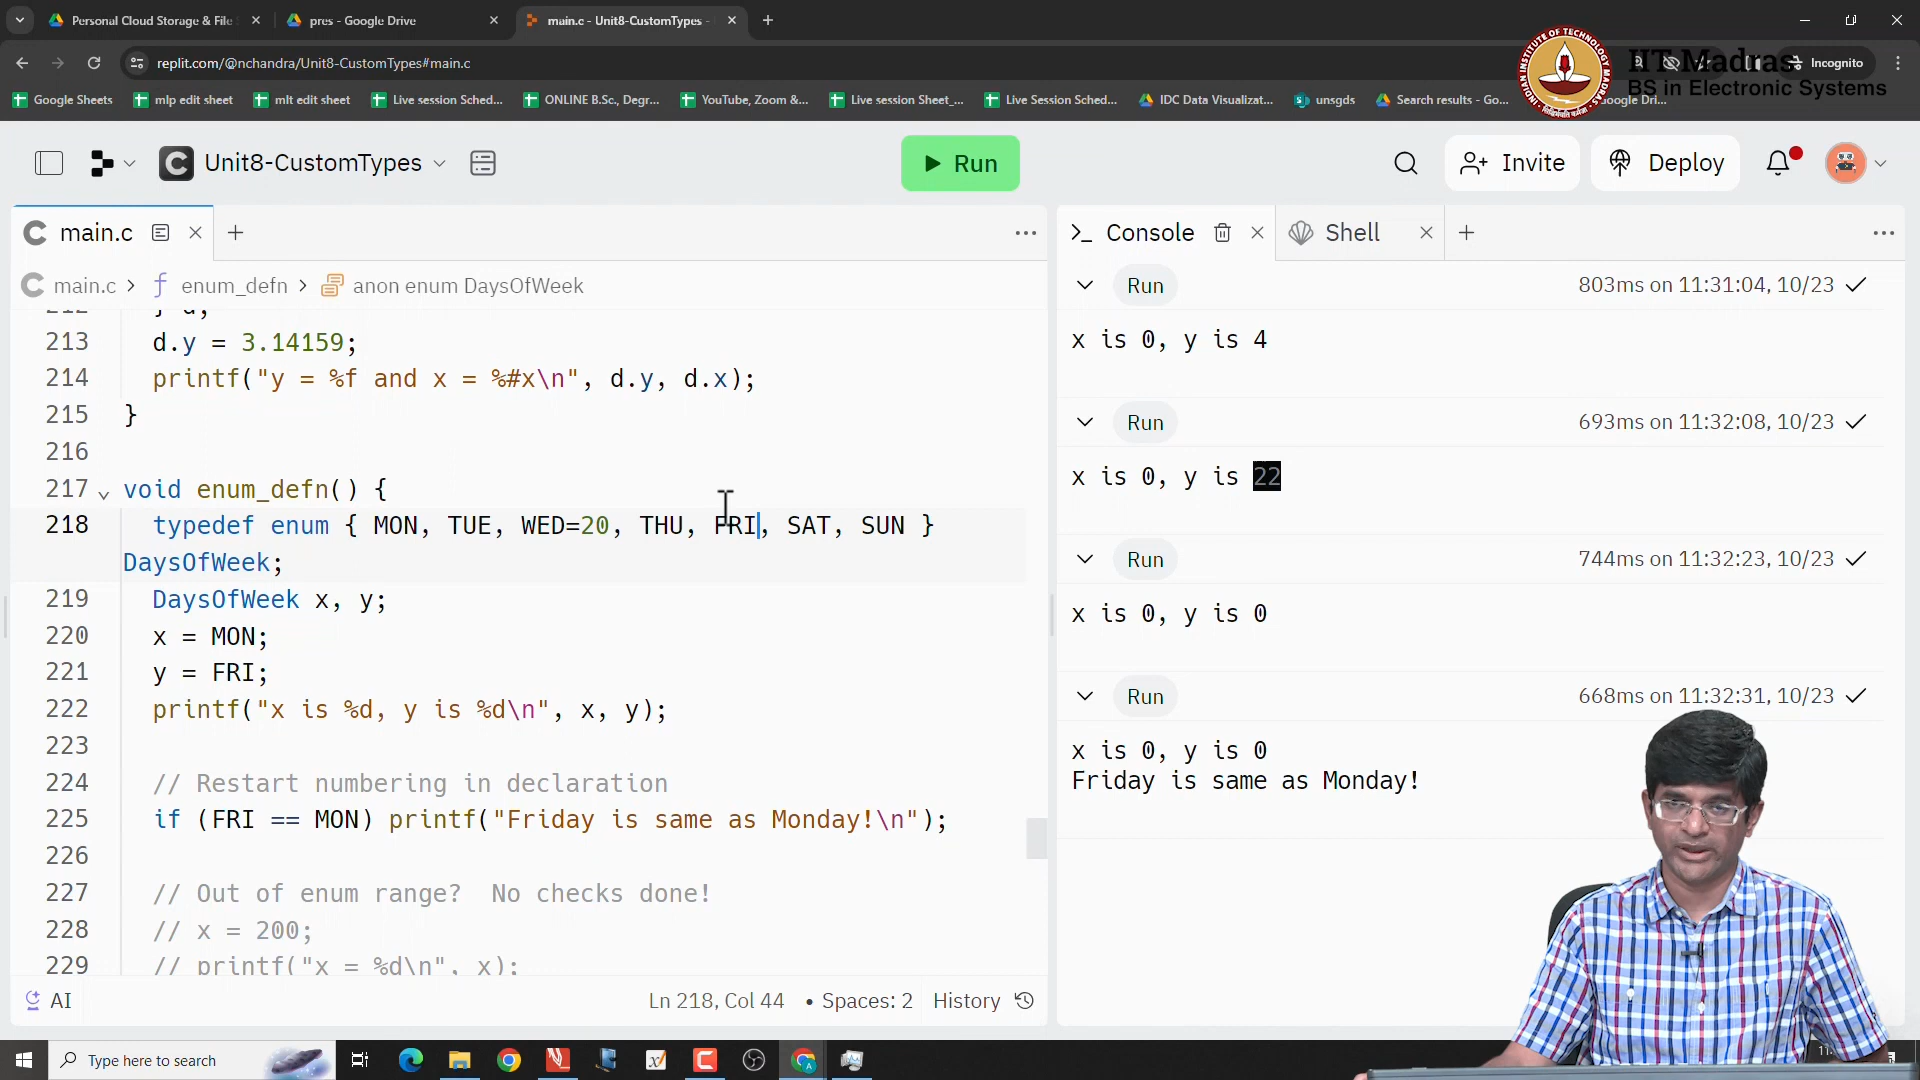 Personal Cloud Storage & File
pres - Google Drive
main.c - Unit8-CustomTypes -
replit.com/@nchandra/Unit8-CustomTypes#main.c
Incognito
IIT Madras
BS in Electronic Systems
Google Sheets
mlp edit sheet
mlt edit sheet
Live session Sched...
ONLINE B.Sc., Degr...
YouTube, Zoom &...
Live session Sheet_...
Live Session Sched...
IDC Data Visualizat...
unsgds
Search results - Go...
Unit8-CustomTypes
Run
Invite
Deploy
main.c
main.c > enum_defn > anon enum DaysOfWeek
212 } d;
213 d.y = 3.14159;
214 printf("y = %f and x = %#x\n", d.y, d.x);
215 }
216
217 void enum_defn() {
218 typedef enum { MON, TUE, WED=20, THU, FRI, SAT, SUN }
DaysOfWeek;
219 DaysOfWeek x, y;
220 x = MON;
221 y = FRI;
222 printf("x is %d, y is %d\n", x, y);
223
224 // Restart numbering in declaration
225 if (FRI == MON) printf("Friday is same as Monday!\n");
226
227 // Out of enum range?  No checks done!
228 // x = 200;
229 // printf("x = %d\n", x);
AI
Ln 218, Col 44 • Spaces: 2 History
Console
Shell
Run 803ms on 11:31:04, 10/23
x is 0, y is 4
Run 693ms on 11:32:08, 10/23
x is 0, y is 22
Run 744ms on 11:32:23, 10/23
x is 0, y is 0
Run 668ms on 11:32:31, 10/23
x is 0, y is 0
Friday is same as Monday!
Type here to search